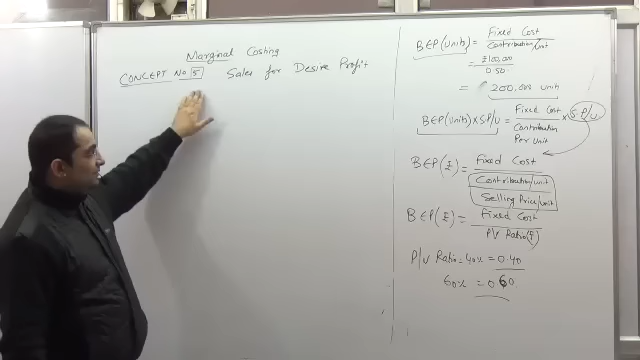 Marginal Costing
CONCEPT No 5 Sales for Desire Profit
BEP (Units) = Fixed Cost
Contribution/Unit
= ₹100,000
0.50
= 200,000 Unit
BEP (Units) × S.P/U = Fixed Cost × S.P/U
Contribution
Per Unit
BEP (₹) = Fixed Cost
Contribution/unit
Selling Price/unit
BEP (₹) = Fixed Cost
P/V Ratio
P/V Ratio = 40% = 0.40
60% = 0.60